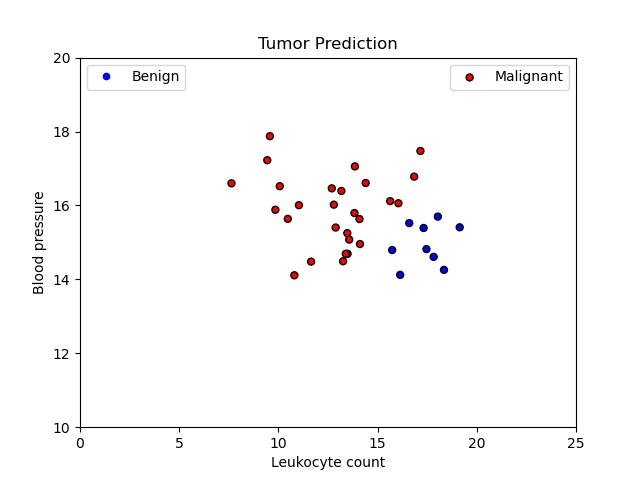 Tumor Prediction
Benign
Malignant
20
18
16
14
12
10
Blood pressure
0 5 10 15 20 25
Leukocyte count